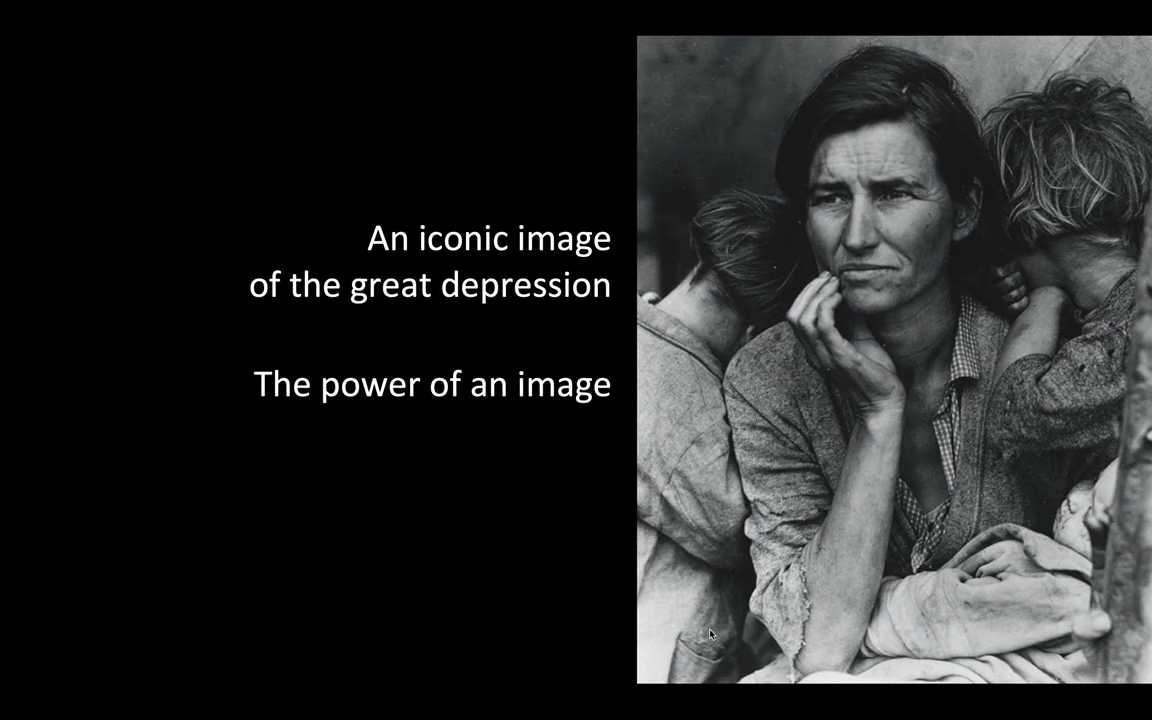 An iconic image
of the great depression
The power of an image